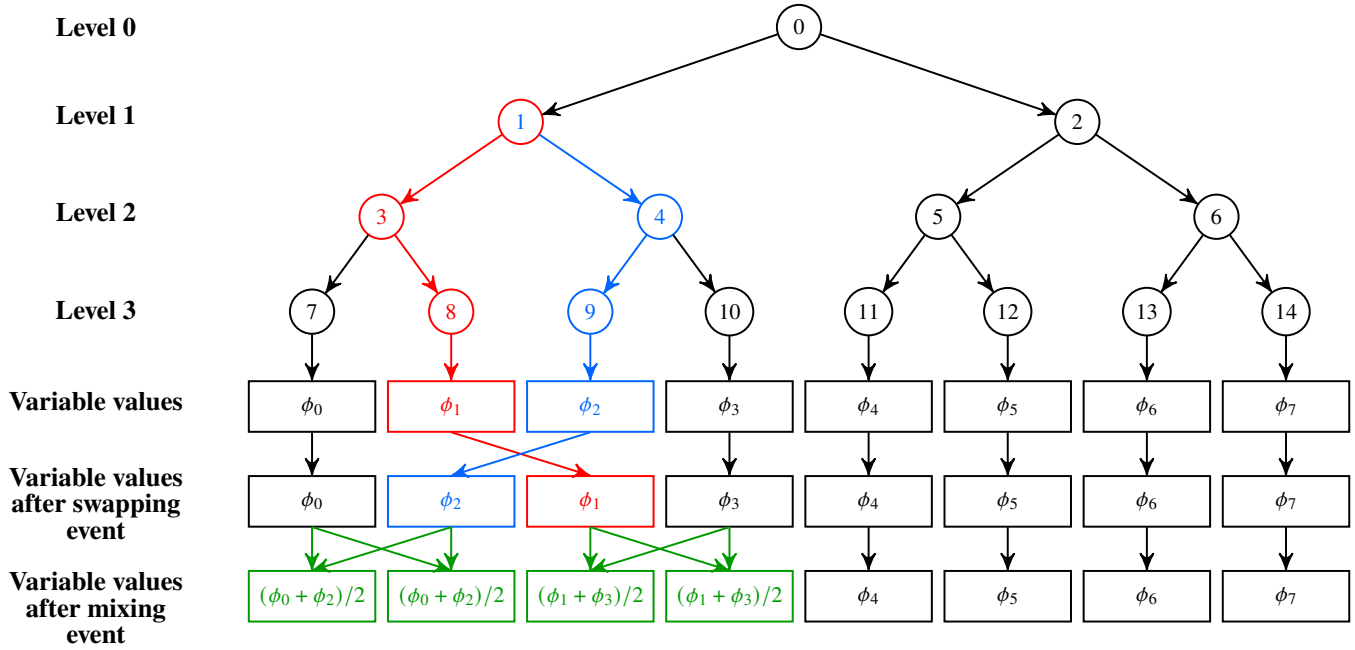 Level 0
0
Level 1
1 2
Level 2
3 4 5 6
Level 3
7 8 9 10 11 12 13 14
Variable values
ϕ₀ ϕ₁ ϕ₂ ϕ₃ ϕ₄ ϕ₅ ϕ₆ ϕ₇
Variable values
after swapping
event
ϕ₀ ϕ₂ ϕ₁ ϕ₃ ϕ₄ ϕ₅ ϕ₆ ϕ₇
Variable values
after mixing
event
(ϕ₀ + ϕ₂)/2 (ϕ₀ + ϕ₂)/2 (ϕ₁ + ϕ₃)/2 (ϕ₁ + ϕ₃)/2 ϕ₄ ϕ₅ ϕ₆ ϕ₇